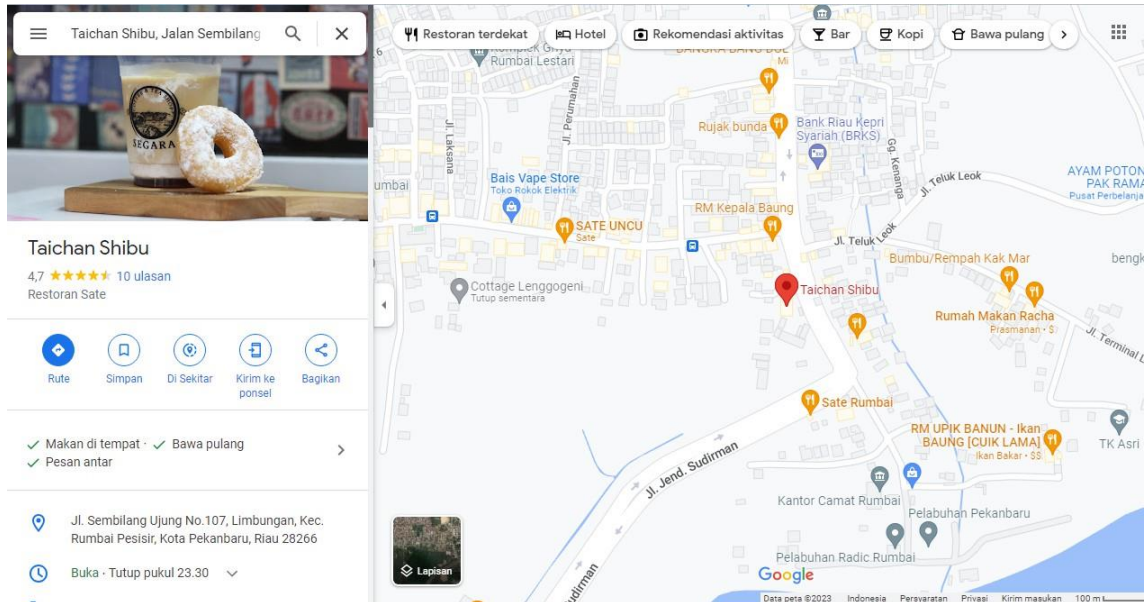 Taichan Shibu, Jalan Sembilang
SEGARA
Taichan Shibu
4,7
10 ulasan
Restoran Sate
Rute
Simpan
Di Sekitar
Kirim ke
ponsel
Bagikan
Makan di tempat · Bawa pulang
Pesan antar
Jl. Sembilang Ujung No.107, Limbungan, Kec.
Rumbai Pesisir, Kota Pekanbaru, Riau 28266
Buka · Tutup pukul 23.30
Restoran terdekat
Hotel
Rekomendasi aktivitas
Bar
Kopi
Bawa pulang
Rumbai Lestari
Mi
Jl. Laksana
Jl. Perumahan
Rujak bunda
Bank Riau Kepri
Syariah (BRKS)
Gg. Kenanga
Jl. Teluk Leok
AYAM POTON
PAK RAMA
Pusat Perbelanja
umbai
Bais Vape Store
Toko Rokok Elektrik
SATE UNCU
Sate
RM Kepala Baung
Jl. Teluk Leok
Bumbu/Rempah Kak Mar
bengk
Cottage Lenggogeni
Tutup sementara
Taichan Shibu
Rumah Makan Racha
Prasmanan · $
Jl. Terminal L
Sate Rumbai
RM UPIK BANUN - Ikan
BAUNG [CUIK LAMA]
Ikan Bakar · $$
TK Asri
Jl. Jend. Sudirman
Kantor Camat Rumbai
Pelabuhan Pekanbaru
Pelabuhan Radic Rumbai
udirman
Lapisan
Google
Data peta ©2023
Indonesia
Persyaratan
Privasi
Kirim masukan
100 m